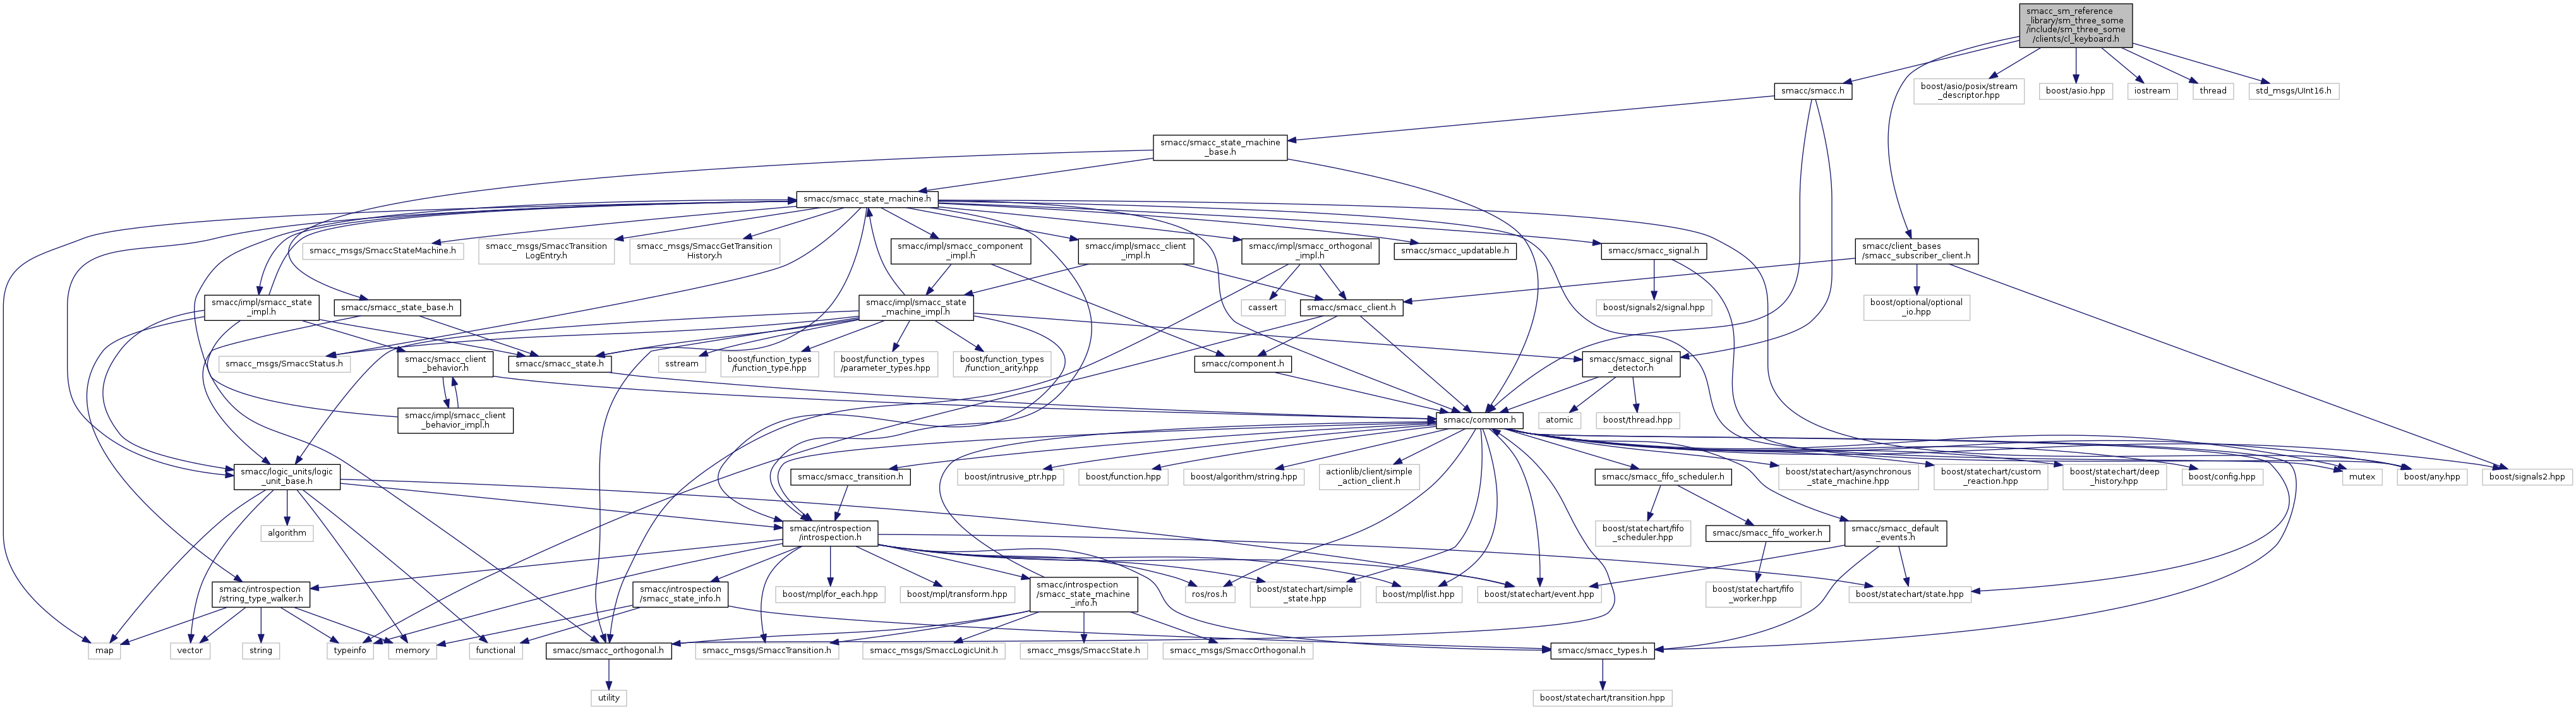 smacc_sm_reference
_library/sm_three_some
/include/sm_three_some
/clients/cl_keyboard.h
smacc/smacc.h
boost/asio/posix/stream
_descriptor.hpp
boost/asio.hpp
iostream
thread
std_msgs/UInt16.h
smacc/smacc_state_machine
_base.h
smacc/smacc_state_machine.h
smacc_msgs/SmaccStateMachine.h
smacc_msgs/SmaccTransition
LogEntry.h
smacc_msgs/SmaccGetTransition
History.h
smacc/impl/smacc_component
_impl.h
smacc/impl/smacc_client
_impl.h
smacc/impl/smacc_orthogonal
_impl.h
smacc/smacc_updatable.h
smacc/smacc_signal.h
smacc/client_bases
/smacc_subscriber_client.h
smacc/impl/smacc_state
_impl.h
smacc/smacc_state_base.h
smacc/impl/smacc_state
_machine_impl.h
cassert
smacc/smacc_client.h
boost/signals2/signal.hpp
boost/optional/optional
_io.hpp
smacc_msgs/SmaccStatus.h
smacc/smacc_client
_behavior.h
smacc/smacc_state.h
sstream
boost/function_types
/function_type.hpp
boost/function_types
/parameter_types.hpp
boost/function_types
/function_arity.hpp
smacc/component.h
smacc/smacc_signal
_detector.h
smacc/impl/smacc_client
_behavior_impl.h
smacc/common.h
atomic
boost/thread.hpp
smacc/logic_units/logic
_unit_base.h
smacc/smacc_transition.h
boost/intrusive_ptr.hpp
boost/function.hpp
boost/algorithm/string.hpp
actionlib/client/simple
_action_client.h
smacc/smacc_fifo_scheduler.h
boost/statechart/asynchronous
_state_machine.hpp
boost/statechart/custom
_reaction.hpp
boost/statechart/deep
_history.hpp
boost/config.hpp
mutex
boost/any.hpp
boost/signals2.hpp
algorithm
smacc/introspection
/introspection.h
boost/statechart/fifo
_scheduler.hpp
smacc/smacc_fifo_worker.h
smacc/smacc_default
_events.h
smacc/introspection
/string_type_walker.h
smacc/introspection
/smacc_state_info.h
boost/mpl/for_each.hpp
boost/mpl/transform.hpp
smacc/introspection
/smacc_state_machine
_info.h
ros/ros.h
boost/statechart/simple
_state.hpp
boost/mpl/list.hpp
boost/statechart/event.hpp
boost/statechart/fifo
_worker.hpp
boost/statechart/state.hpp
map
vector
string
typeinfo
memory
functional
smacc/smacc_orthogonal.h
smacc_msgs/SmaccTransition.h
smacc_msgs/SmaccLogicUnit.h
smacc_msgs/SmaccState.h
smacc_msgs/SmaccOrthogonal.h
smacc/smacc_types.h
utility
boost/statechart/transition.hpp